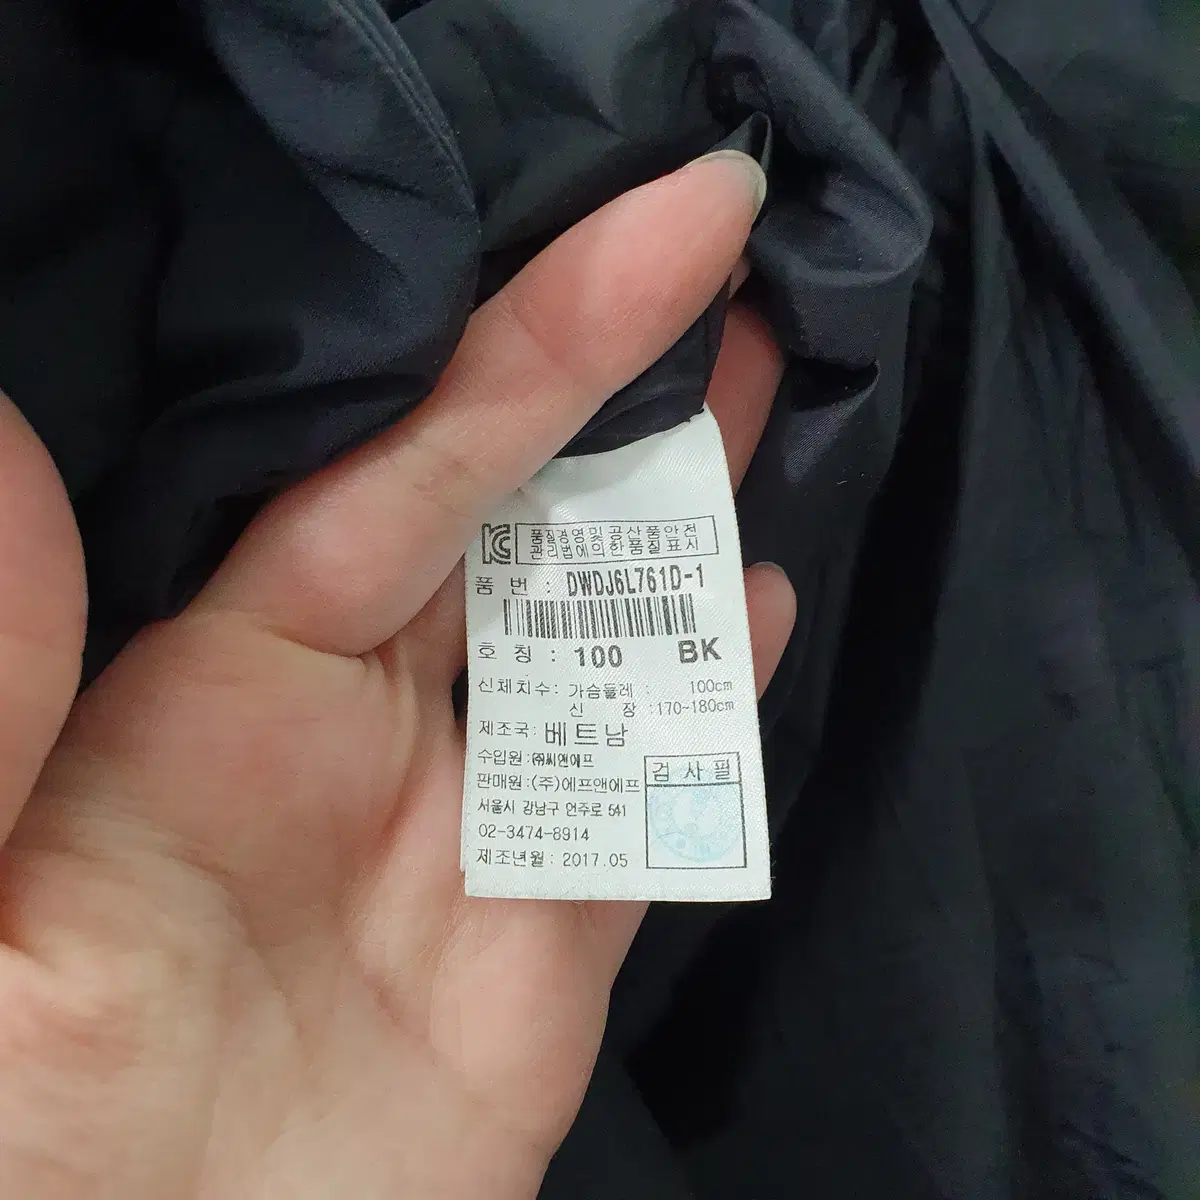 품질경영및공산품안전
관리법에의한품질표시
품 번 : DWDJ6L761D-1
호 칭 : 100 BK
신체치수: 가슴둘레 : 100cm
신 장 :170~180cm
제조국: 베트남
수입원 :㈜씨앤에프
판매원 :(주)에프앤에프
검사필
서울시 강남구 언주로 541
02-3474-8914
제조년월: 2017.05